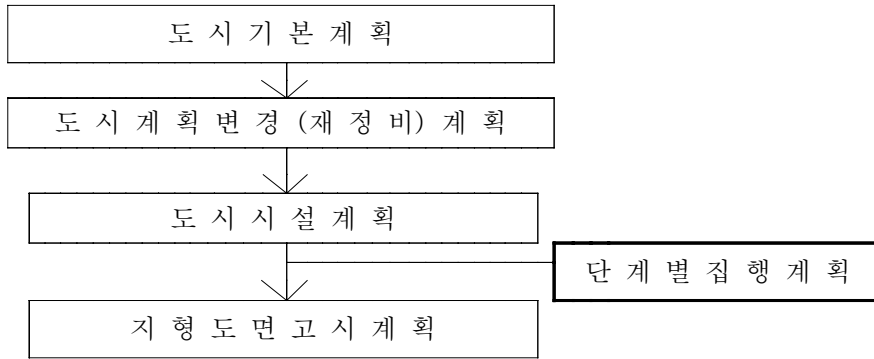 도 시 기 본 계 획
도 시 계 획 변 경 (재 정 비) 계 획
도 시 시 설 계 획
단 계 별 집 행 계 획
지 형 도 면 고 시 계 획